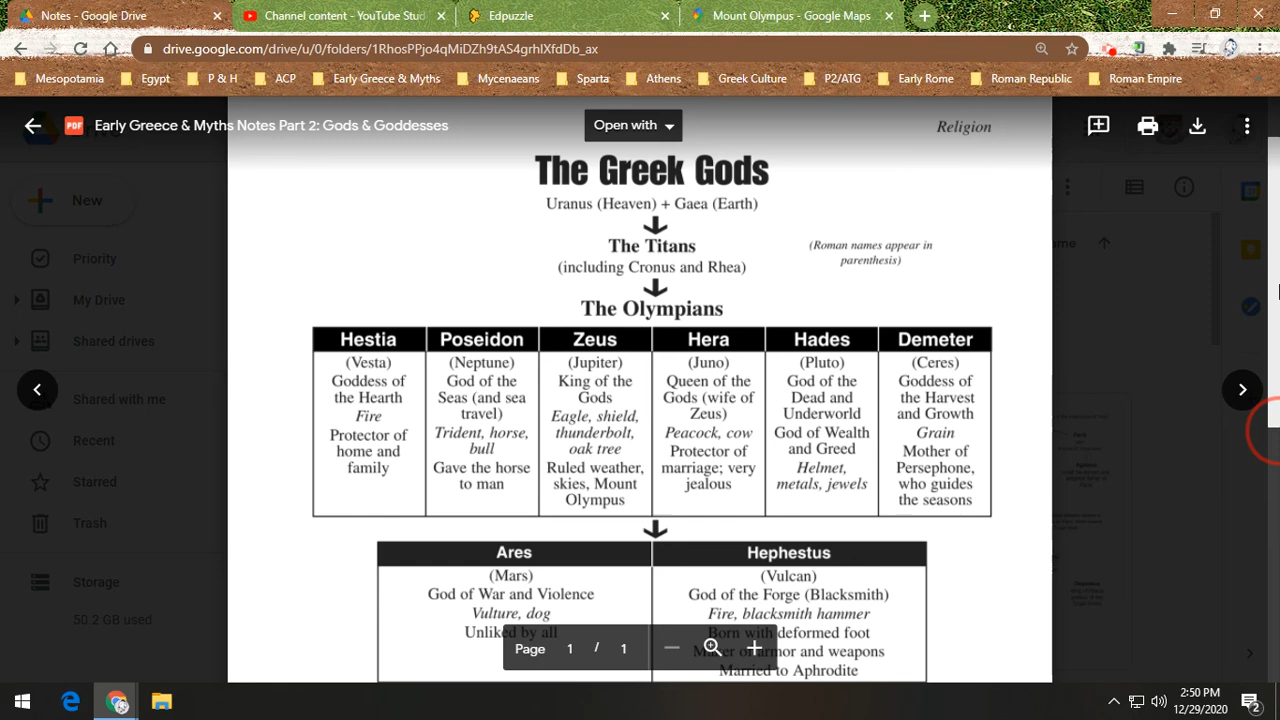 Notes - Google Drive
Channel content - YouTube Stud
Edpuzzle
Mount Olympus - Google Maps
drive.google.com/drive/u/0/folders/1RhosPPjo4qMiDZh9tAS4grhlXfdDb_ax
Mesopotamia
Egypt
P & H
ACP
Early Greece & Myths
Mycenaeans
Sparta
Athens
Greek Culture
P2/ATG
Early Rome
Roman Republic
Roman Empire
PDF
Early Greece & Myths Notes Part 2: Gods & Goddesses
Open with
Religion
The Greek Gods
Uranus (Heaven) + Gaea (Earth)
The Titans
(including Cronus and Rhea)
(Roman names appear in
parenthesis)
The Olympians
Hestia
(Vesta)
Goddess of
the Hearth
Fire
Protector of
home and
family
Poseidon
(Neptune)
God of the
Seas (and sea
travel)
Trident, horse,
bull
Gave the horse
to man
Zeus
(Jupiter)
King of the
Gods
Eagle, shield,
thunderbolt,
oak tree
Ruled weather,
skies, Mount
Olympus
Hera
(Juno)
Queen of the
Gods (wife of
Zeus)
Peacock, cow
Protector of
marriage; very
jealous
Hades
(Pluto)
God of the
Dead and
Underworld
God of Wealth
and Greed
Helmet,
metals, jewels
Demeter
(Ceres)
Goddess of
the Harvest
and Growth
Grain
Mother of
Persephone,
who guides
the seasons
Ares
(Mars)
God of War and Violence
Vulture, dog
Unliked by all
Hephestus
(Vulcan)
God of the Forge (Blacksmith)
Fire, blacksmith hammer
Born with deformed foot
Maker of armor and weapons
Married to Aphrodite
Page 1 / 1
New
Priority
My Drive
Shared drives
Shared with me
Recent
Starred
Trash
Storage
50.2 GB used
2:50 PM
12/29/2020
2